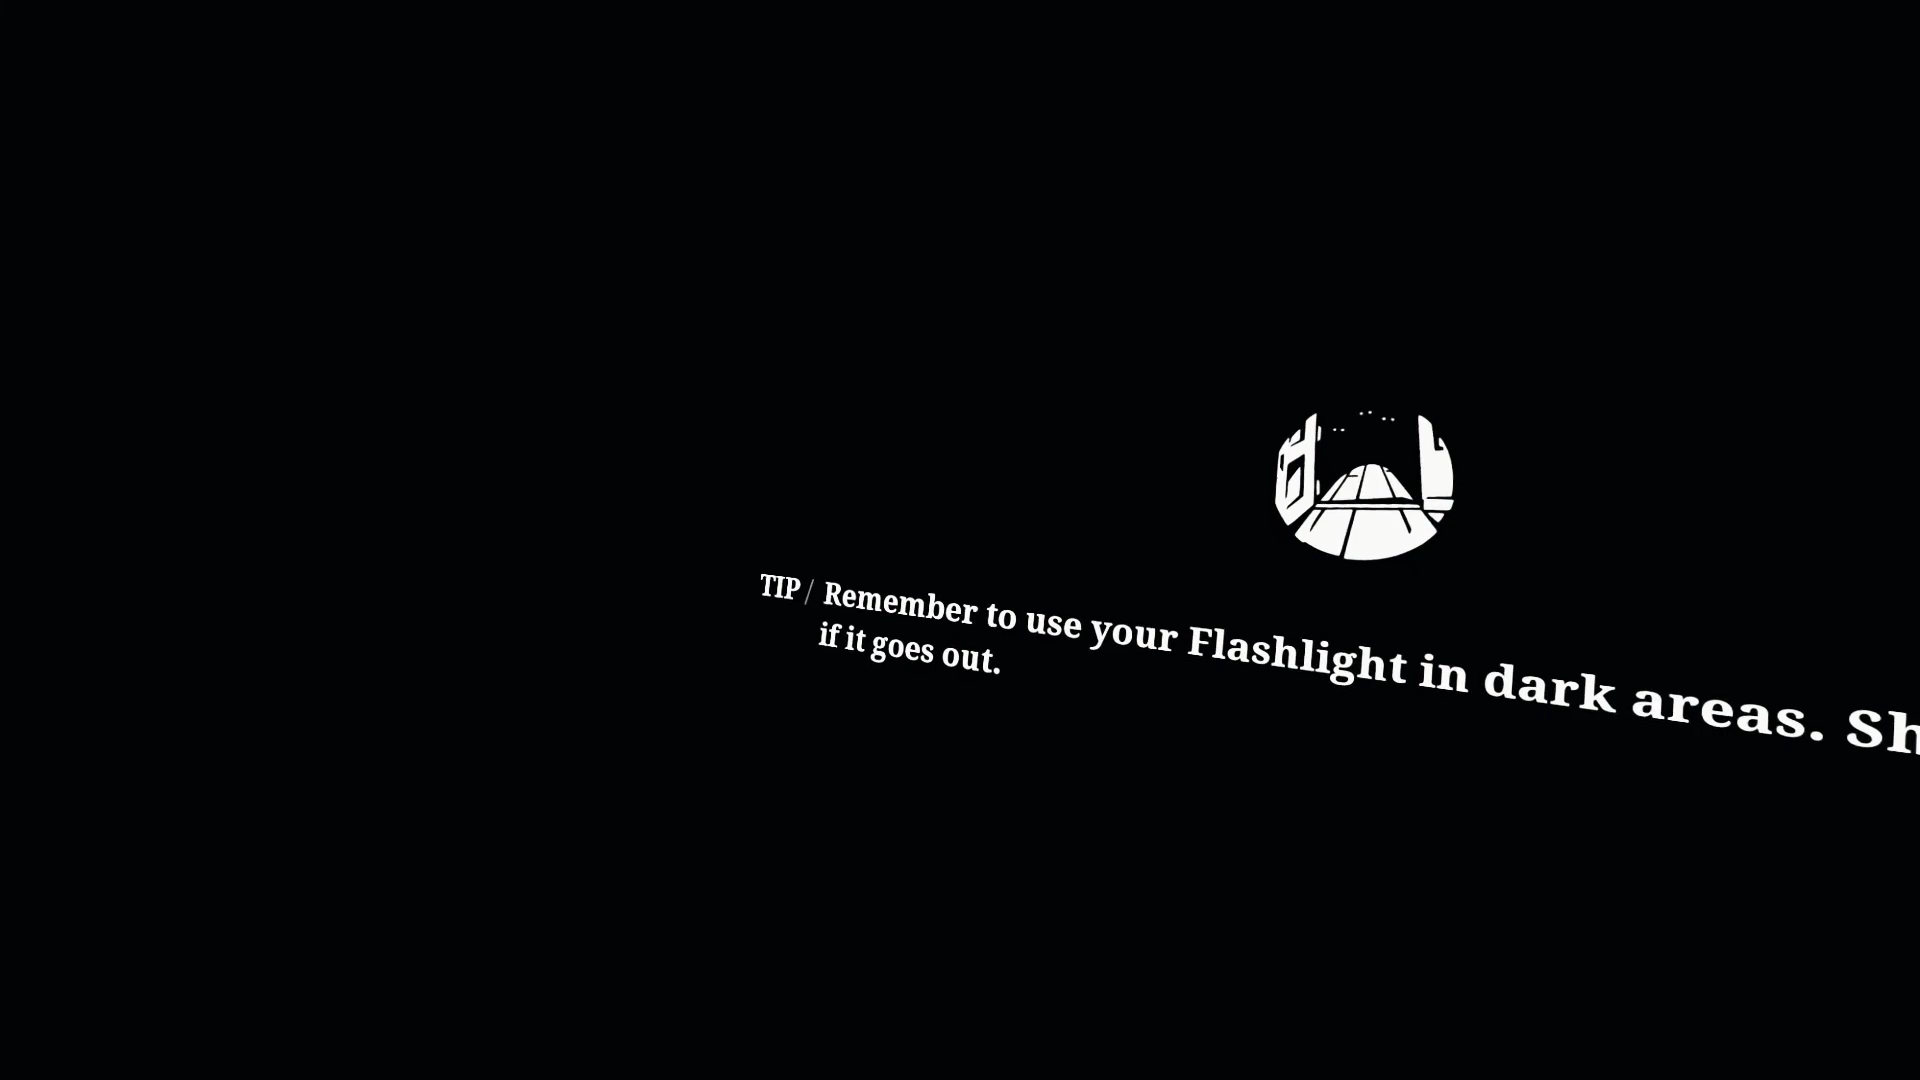 TIP / Remember to use your Flashlight in dark areas.
if it goes out.